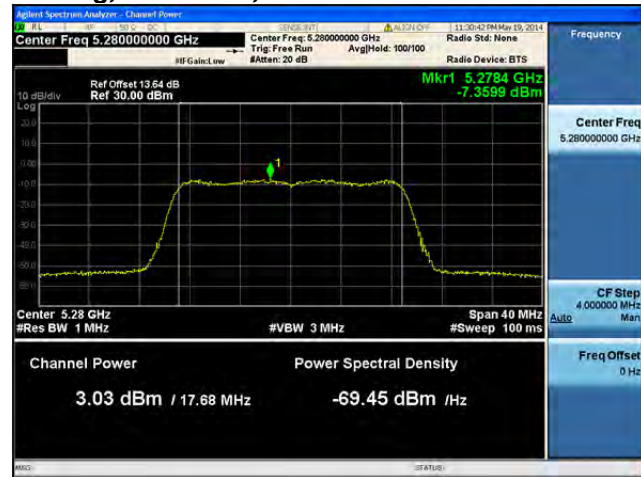 Agilent Spectrum Analyzer - Channel Power
RL RF 50 Ω DC SENSE:INT ALIGN OFF 11:30:42 PM May 19, 2014
Center Freq 5.280000000 GHz
Center Freq: 5.280000000 GHz
Radio Std: None
Trig: Free Run Avg|Hold: 100/100
#IFGain:Low #Atten: 20 dB Radio Device: BTS
Ref Offset 13.64 dB
10 dB/div Ref 30.00 dBm
Mkr1 5.2784 GHz
-7.3599 dBm
Log
20.0
10.0
0.00
-10.0
-20.0
-30.0
-40.0
-50.0
1
Center 5.28 GHz Span 40 MHz
#Res BW 1 MHz #VBW 3 MHz #Sweep 100 ms
Channel Power Power Spectral Density
3.03 dBm / 17.68 MHz -69.45 dBm /Hz
MSG STATUS
Frequency
Center Freq
5.280000000 GHz
CF Step
4.000000 MHz
Auto Man
Freq Offset
0 Hz